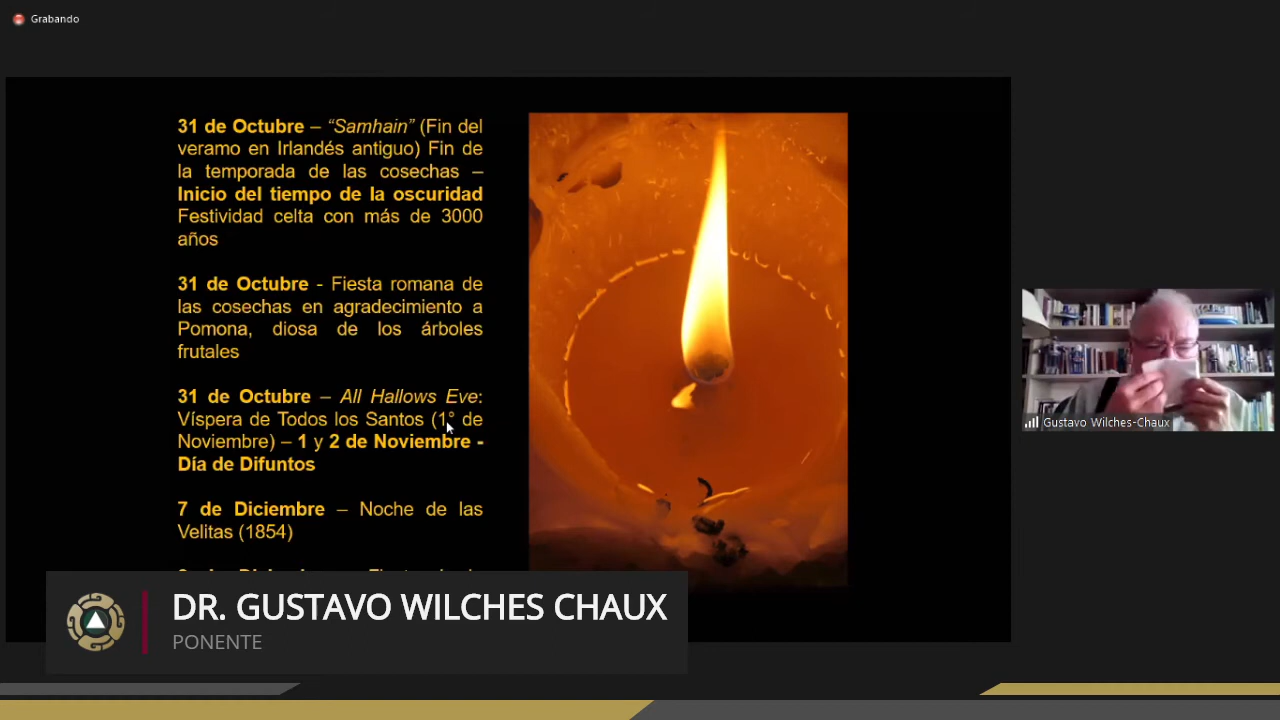 Grabando
31 de Octubre – “Samhain” (Fin del
veramo en Irlandés antiguo) Fin de
la temporada de las cosechas –
Inicio del tiempo de la oscuridad
Festividad celta con más de 3000
años
31 de Octubre - Fiesta romana de
las cosechas en agradecimiento a
Pomona, diosa de los árboles
frutales
31 de Octubre – All Hallows Eve:
Víspera de Todos los Santos (1° de
Noviembre) – 1 y 2 de Noviembre -
Día de Difuntos
7 de Diciembre – Noche de las
Velitas (1854)
Gustavo Wilches-Chaux
DR. GUSTAVO WILCHES CHAUX
PONENTE